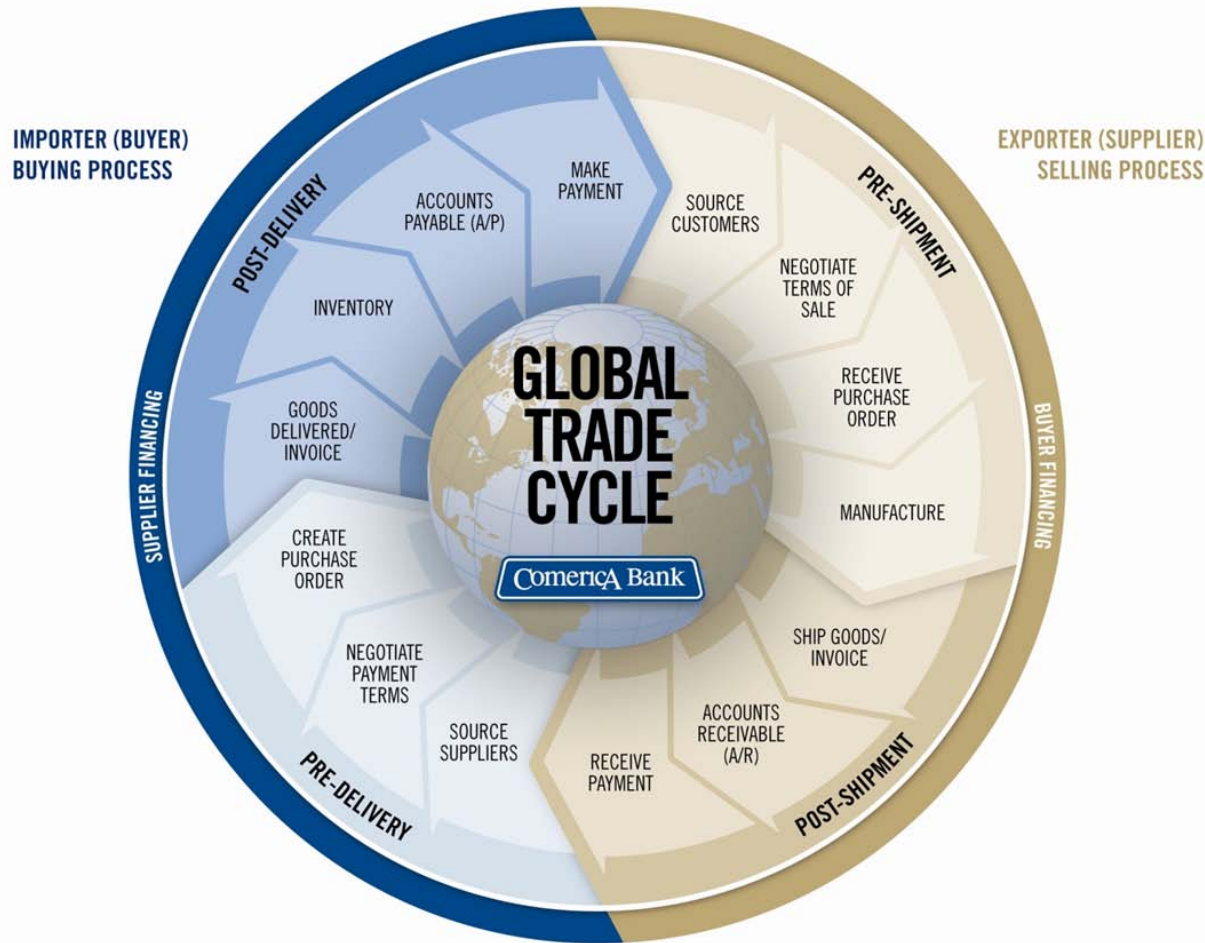 IMPORTER (BUYER)
BUYING PROCESS
EXPORTER (SUPPLIER)
SELLING PROCESS
GLOBAL
TRADE
CYCLE
ComericA Bank
PRE-SHIPMENT
SOURCE
CUSTOMERS
NEGOTIATE
TERMS OF
SALE
RECEIVE
PURCHASE
ORDER
MANUFACTURE
BUYER FINANCING
POST-SHIPMENT
SHIP GOODS/
INVOICE
ACCOUNTS
RECEIVABLE
(A/R)
RECEIVE
PAYMENT
PRE-DELIVERY
SOURCE
SUPPLIERS
NEGOTIATE
PAYMENT
TERMS
CREATE
PURCHASE
ORDER
SUPPLIER FINANCING
POST-DELIVERY
GOODS
DELIVERED/
INVOICE
INVENTORY
ACCOUNTS
PAYABLE (A/P)
MAKE
PAYMENT